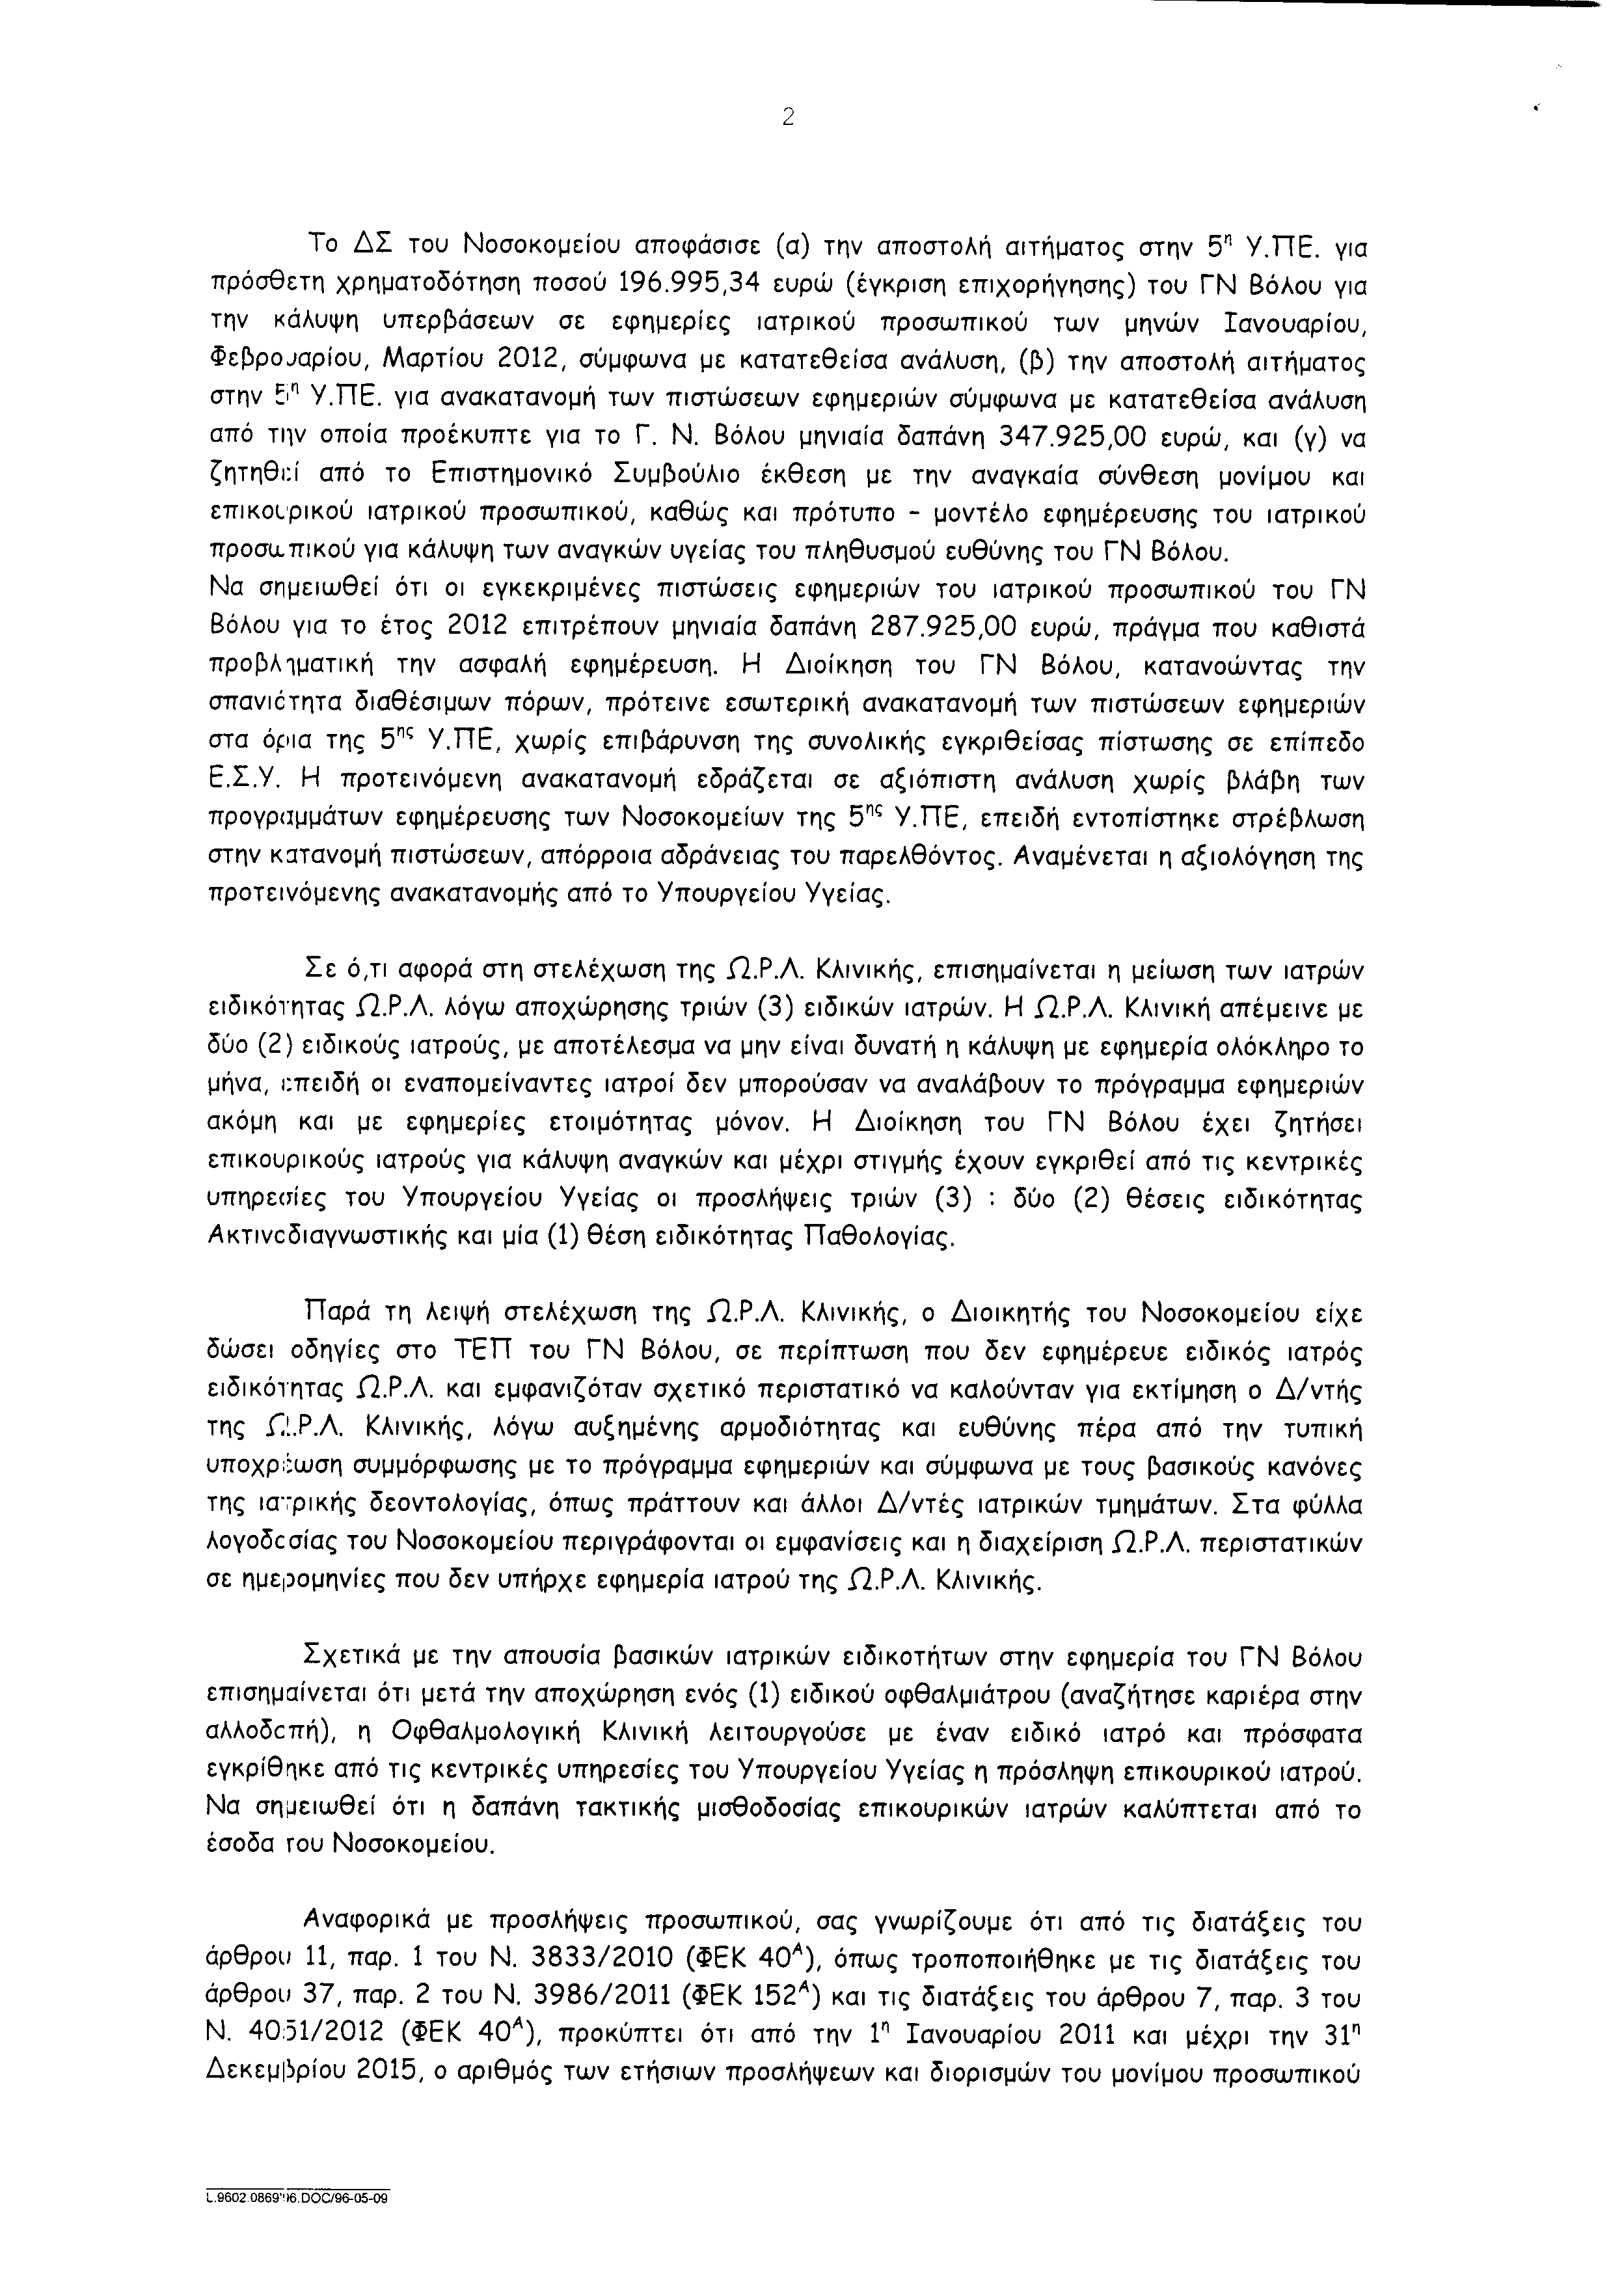 2
Το ΔΣ του Νοσοκομείου αποφάσισε (α) την αποστολή αιτήματος στην 5η Υ.ΠΕ. για
πρόσθετη χρηματοδότηση ποσού 196.995,34 ευρώ (έγκριση επιχορήγησης) του ΓΝ Βόλου για
την κάλυψη υπερβάσεων σε εφημερίες ιατρικού προσωπικού των μηνών Ιανουαρίου,
Φεβρουαρίου, Μαρτίου 2012, σύμφωνα με κατατεθείσα ανάλυση, (β) την αποστολή αιτήματος
στην 5η Υ.ΠΕ. για ανακατανομή των πιστώσεων εφημεριών σύμφωνα με κατατεθείσα ανάλυση
από την οποία προέκυπτε για το Γ. Ν. Βόλου μηνιαία δαπάνη 347.925,00 ευρώ, και (γ) να
ζητηθεί από το Επιστημονικό Συμβούλιο έκθεση με την αναγκαία σύνθεση μονίμου και
επικουρικού ιατρικού προσωπικού, καθώς και πρότυπο - μοντέλο εφημέρευσης του ιατρικού
προσωπικού για κάλυψη των αναγκών υγείας του πληθυσμού ευθύνης του ΓΝ Βόλου.
Να σημειωθεί ότι οι εγκεκριμένες πιστώσεις εφημεριών του ιατρικού προσωπικού του ΓΝ
Βόλου για το έτος 2012 επιτρέπουν μηνιαία δαπάνη 287.925,00 ευρώ, πράγμα που καθιστά
προβληματική την ασφαλή εφημέρευση. Η Διοίκηση του ΓΝ Βόλου, κατανοώντας την
σπανιότητα διαθέσιμων πόρων, πρότεινε εσωτερική ανακατανομή των πιστώσεων εφημεριών
στα όρια της 5ης Υ.ΠΕ, χωρίς επιβάρυνση της συνολικής εγκριθείσας πίστωσης σε επίπεδο
Ε.Σ.Υ. Η προτεινόμενη ανακατανομή εδράζεται σε αξιόπιστη ανάλυση χωρίς βλάβη των
προγραμμάτων εφημέρευσης των Νοσοκομείων της 5ης Υ.ΠΕ, επειδή εντοπίστηκε στρέβλωση
στην κατανομή πιστώσεων, απόρροια αδράνειας του παρελθόντος. Αναμένεται η αξιολόγηση της
προτεινόμενης ανακατανομής από το Υπουργείου Υγείας.
Σε ό,τι αφορά στη στελέχωση της Ω.Ρ.Λ. Κλινικής, επισημαίνεται η μείωση των ιατρών
ειδικότητας Ω.Ρ.Λ. λόγω αποχώρησης τριών (3) ειδικών ιατρών. Η Ω.Ρ.Λ. Κλινική απέμεινε με
δύο (2) ειδικούς ιατρούς, με αποτέλεσμα να μην είναι δυνατή η κάλυψη με εφημερία ολόκληρο το
μήνα, επειδή οι εναπομείναντες ιατροί δεν μπορούσαν να αναλάβουν το πρόγραμμα εφημεριών
ακόμη και με εφημερίες ετοιμότητας μόνον. Η Διοίκηση του ΓΝ Βόλου έχει ζητήσει
επικουρικούς ιατρούς για κάλυψη αναγκών και μέχρι στιγμής έχουν εγκριθεί από τις κεντρικές
υπηρεσίες του Υπουργείου Υγείας οι προσλήψεις τριών (3) : δύο (2) θέσεις ειδικότητας
Ακτινοδιαγνωστικής και μία (1) θέση ειδικότητας Παθολογίας.
Παρά τη λειψή στελέχωση της Ω.Ρ.Λ. Κλινικής, ο Διοικητής του Νοσοκομείου είχε
δώσει οδηγίες στο ΤΕΠ του ΓΝ Βόλου, σε περίπτωση που δεν εφημέρευε ειδικός ιατρός
ειδικότητας Ω.Ρ.Λ. και εμφανιζόταν σχετικό περιστατικό να καλούνταν για εκτίμηση ο Δ/ντής
της Ω.Ρ.Λ. Κλινικής, λόγω αυξημένης αρμοδιότητας και ευθύνης πέρα από την τυπική
υποχρέωση συμμόρφωσης με το πρόγραμμα εφημεριών και σύμφωνα με τους βασικούς κανόνες
της ιατρικής δεοντολογίας, όπως πράττουν και άλλοι Δ/ντές ιατρικών τμημάτων. Στα φύλλα
λογοδοσίας του Νοσοκομείου περιγράφονται οι εμφανίσεις και η διαχείριση Ω.Ρ.Λ. περιστατικών
σε ημερομηνίες που δεν υπήρχε εφημερία ιατρού της Ω.Ρ.Λ. Κλινικής.
Σχετικά με την απουσία βασικών ιατρικών ειδικοτήτων στην εφημερία του ΓΝ Βόλου
επισημαίνεται ότι μετά την αποχώρηση ενός (1) ειδικού οφθαλμιάτρου (αναζήτησε καριέρα στην
αλλοδαπή), η Οφθαλμολογική Κλινική λειτουργούσε με έναν ειδικό ιατρό και πρόσφατα
εγκρίθηκε από τις κεντρικές υπηρεσίες του Υπουργείου Υγείας η πρόσληψη επικουρικού ιατρού.
Να σημειωθεί ότι η δαπάνη τακτικής μισθοδοσίας επικουρικών ιατρών καλύπτεται από το
έσοδα του Νοσοκομείου.
Αναφορικά με προσλήψεις προσωπικού, σας γνωρίζουμε ότι από τις διατάξεις του
άρθρου 11, παρ. 1 του Ν. 3833/2010 (ΦΕΚ 40Α), όπως τροποποιήθηκε με τις διατάξεις του
άρθρου 37, παρ. 2 του Ν. 3986/2011 (ΦΕΚ 152Α) και τις διατάξεις του άρθρου 7, παρ. 3 του
Ν. 4051/2012 (ΦΕΚ 40Α), προκύπτει ότι από την 1η Ιανουαρίου 2011 και μέχρι την 31η
Δεκεμβρίου 2015, ο αριθμός των ετήσιων προσλήψεων και διορισμών του μονίμου προσωπικού